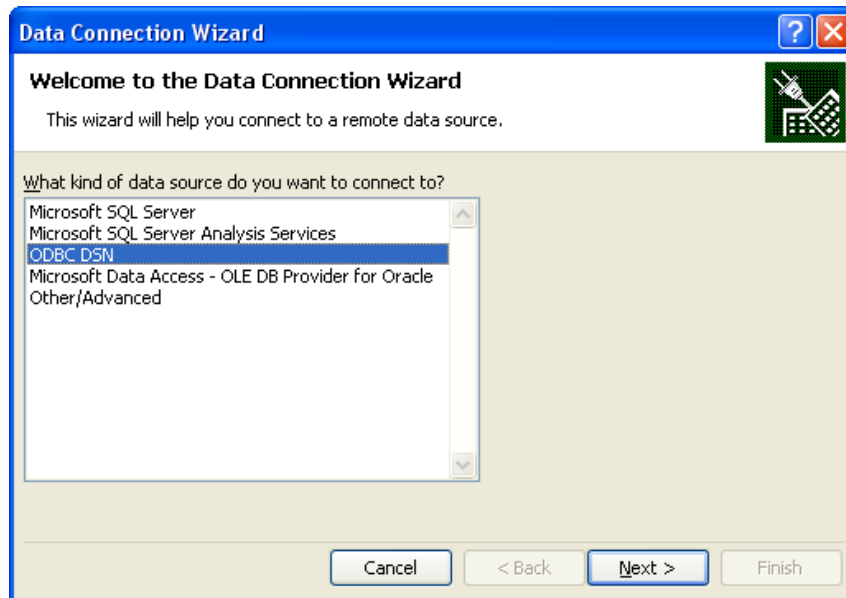 Data Connection Wizard
Welcome to the Data Connection Wizard
This wizard will help you connect to a remote data source.
What kind of data source do you want to connect to?
Microsoft SQL Server
Microsoft SQL Server Analysis Services
ODBC DSN
Microsoft Data Access - OLE DB Provider for Oracle
Other/Advanced
Cancel < Back Next > Finish